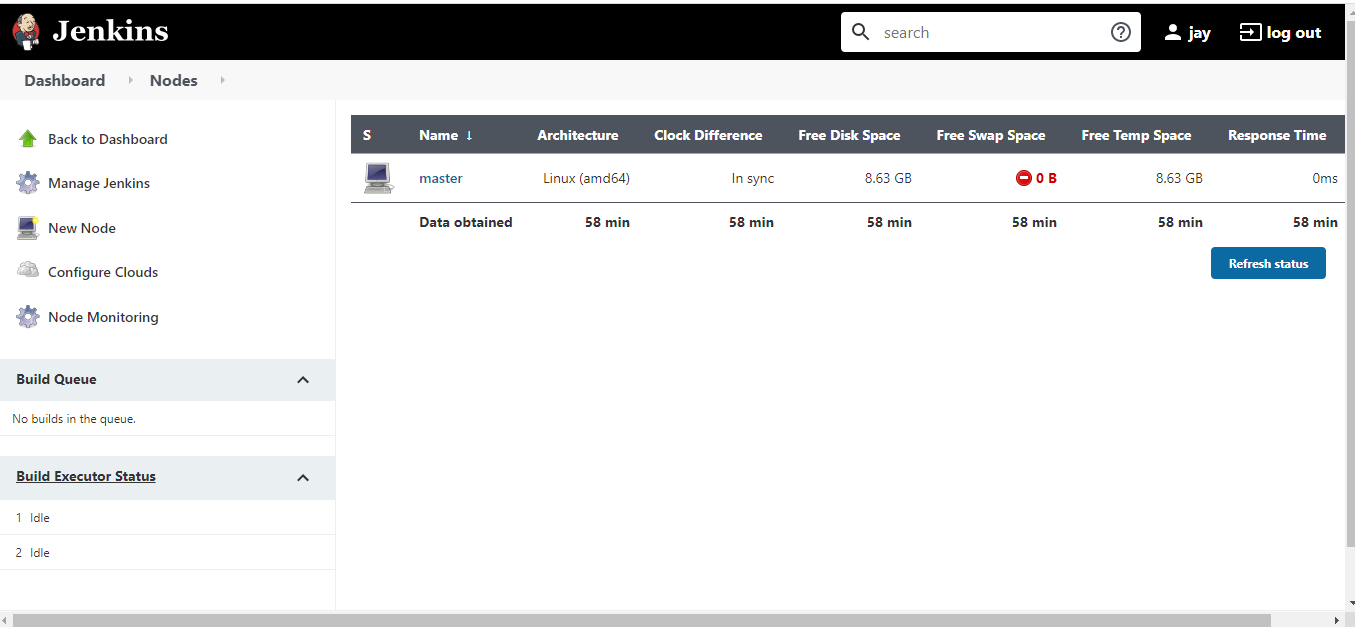 Jenkins
search
jay
log out
Dashboard
Nodes
Back to Dashboard
Manage Jenkins
New Node
Configure Clouds
Node Monitoring
Build Queue
No builds in the queue.
Build Executor Status
1 Idle
2 Idle
S Name ↓ Architecture Clock Difference Free Disk Space Free Swap Space Free Temp Space Response Time
master Linux (amd64) In sync 8.63 GB 0 B 8.63 GB 0ms
Data obtained 58 min 58 min 58 min 58 min 58 min 58 min
Refresh status